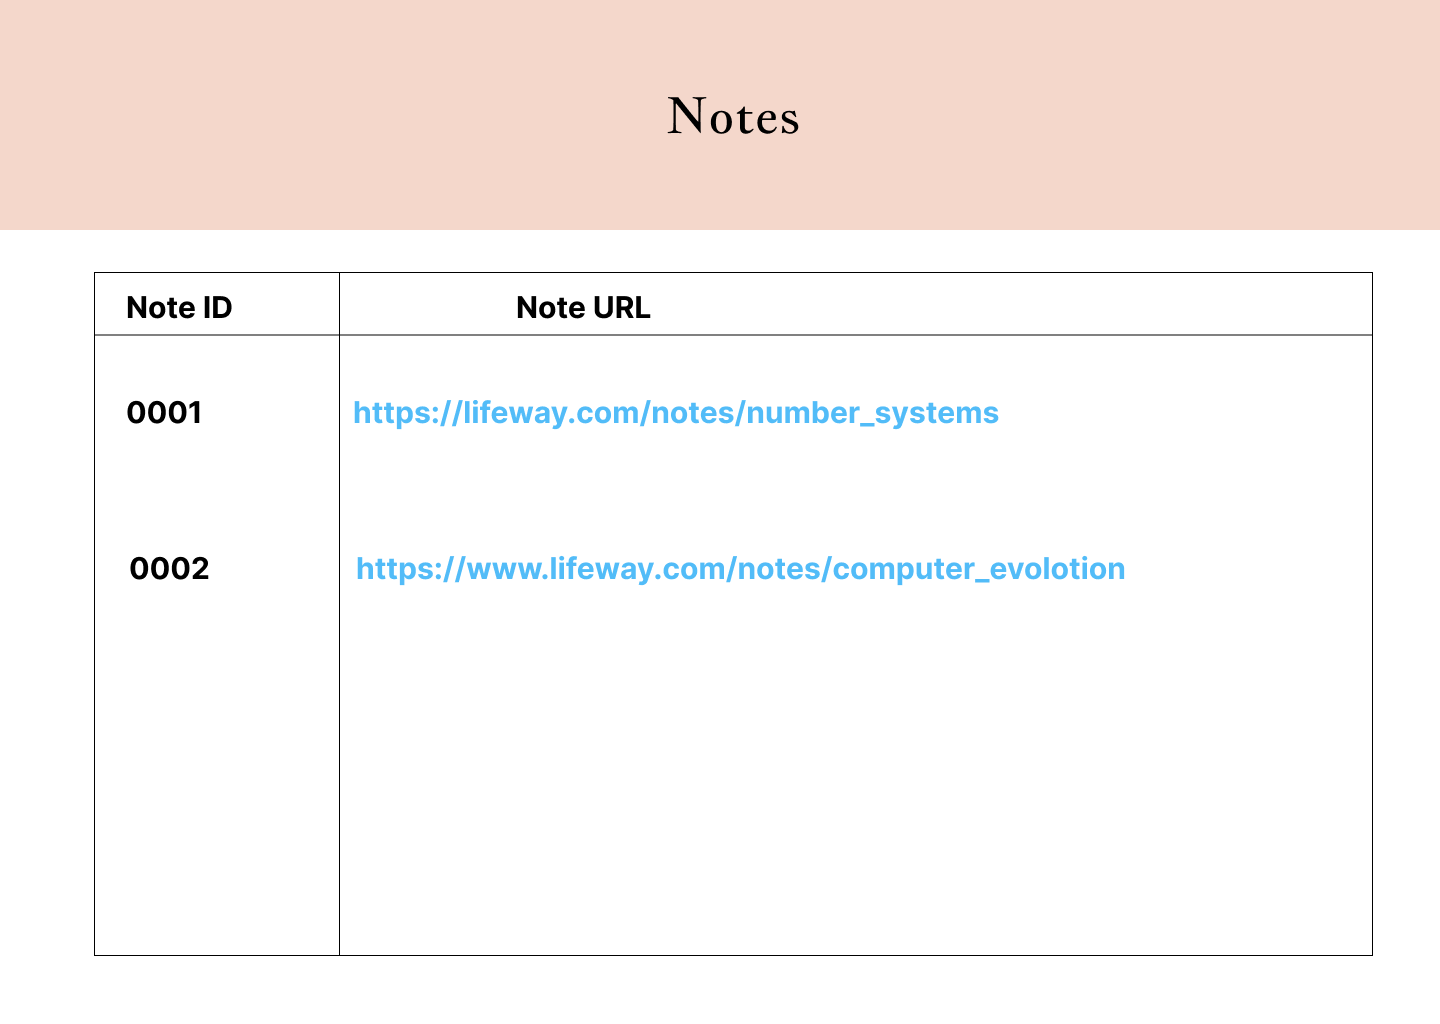 Notes
Note ID Note URL
0001 https://lifeway.com/notes/number_systems
0002 https://www.lifeway.com/notes/computer_evolotion